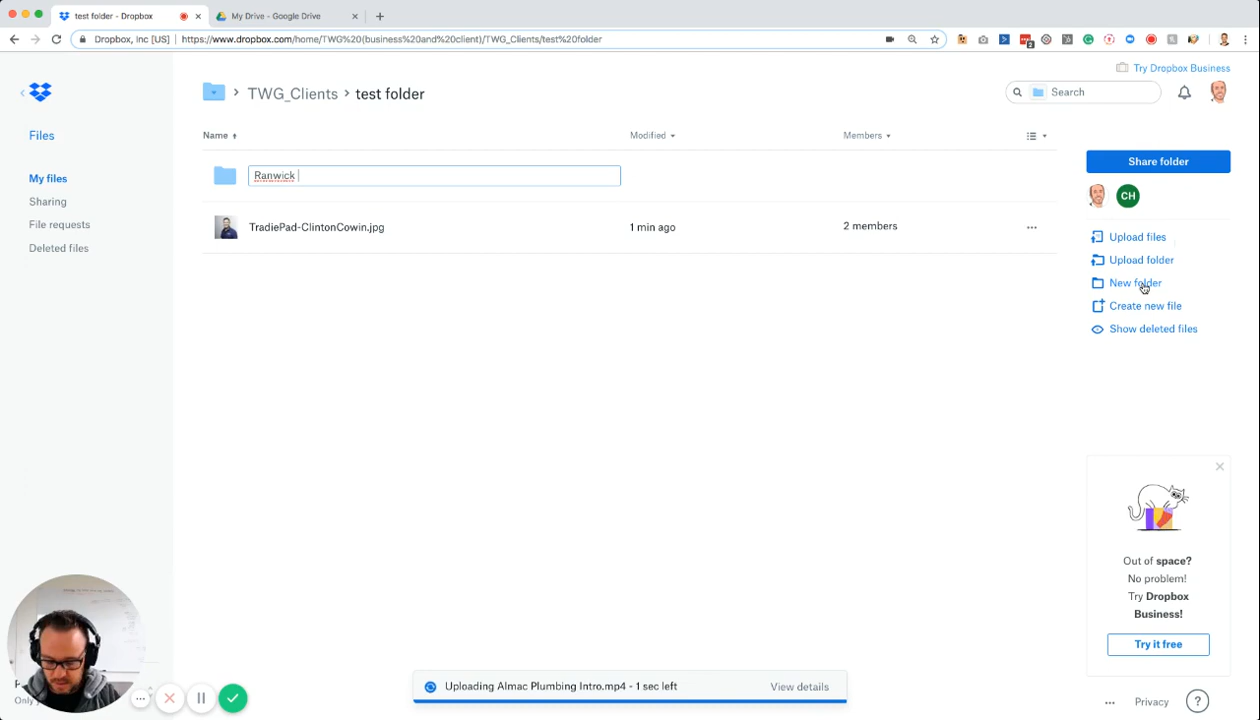 test folder - Dropbox
My Drive - Google Drive
Dropbox, Inc [US] | https://www.dropbox.com/home/TWG%20(business%20and%20client)/TWG_Clients/test%20folder
Try Dropbox Business
TWG_Clients › test folder
Search
Files
Name
Modified
Members
My files
Share folder
Ranwick
Sharing
CH
File requests
TradiePad-ClintonCowin.jpg
1 min ago
2 members
Upload files
Deleted files
Upload folder
New folder
Create new file
Show deleted files
Out of space?
No problem!
Try Dropbox
Business!
Try it free
Uploading Almac Plumbing Intro.mp4 - 1 sec left
View details
Only
Privacy
?